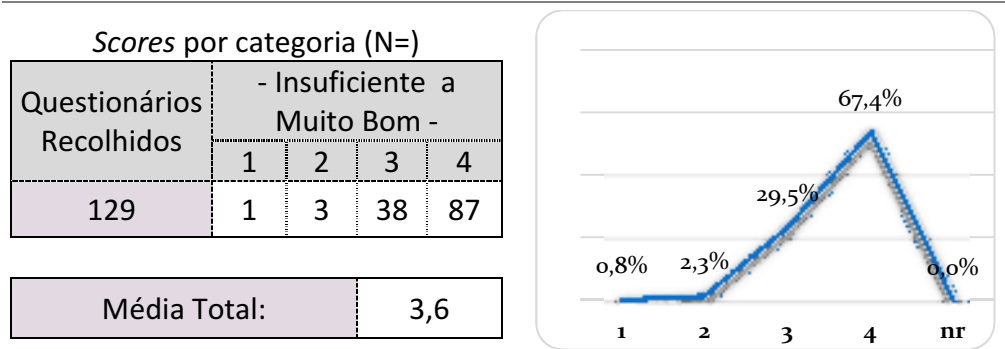 Scores por categoria (N=)
Questionários Recolhidos
- Insuficiente a
Muito Bom -
1 2 3 4
129 1 3 38 87
Média Total: 3,6
67,4%
29,5%
0,8% 2,3% 0,0%
1 2 3 4 nr